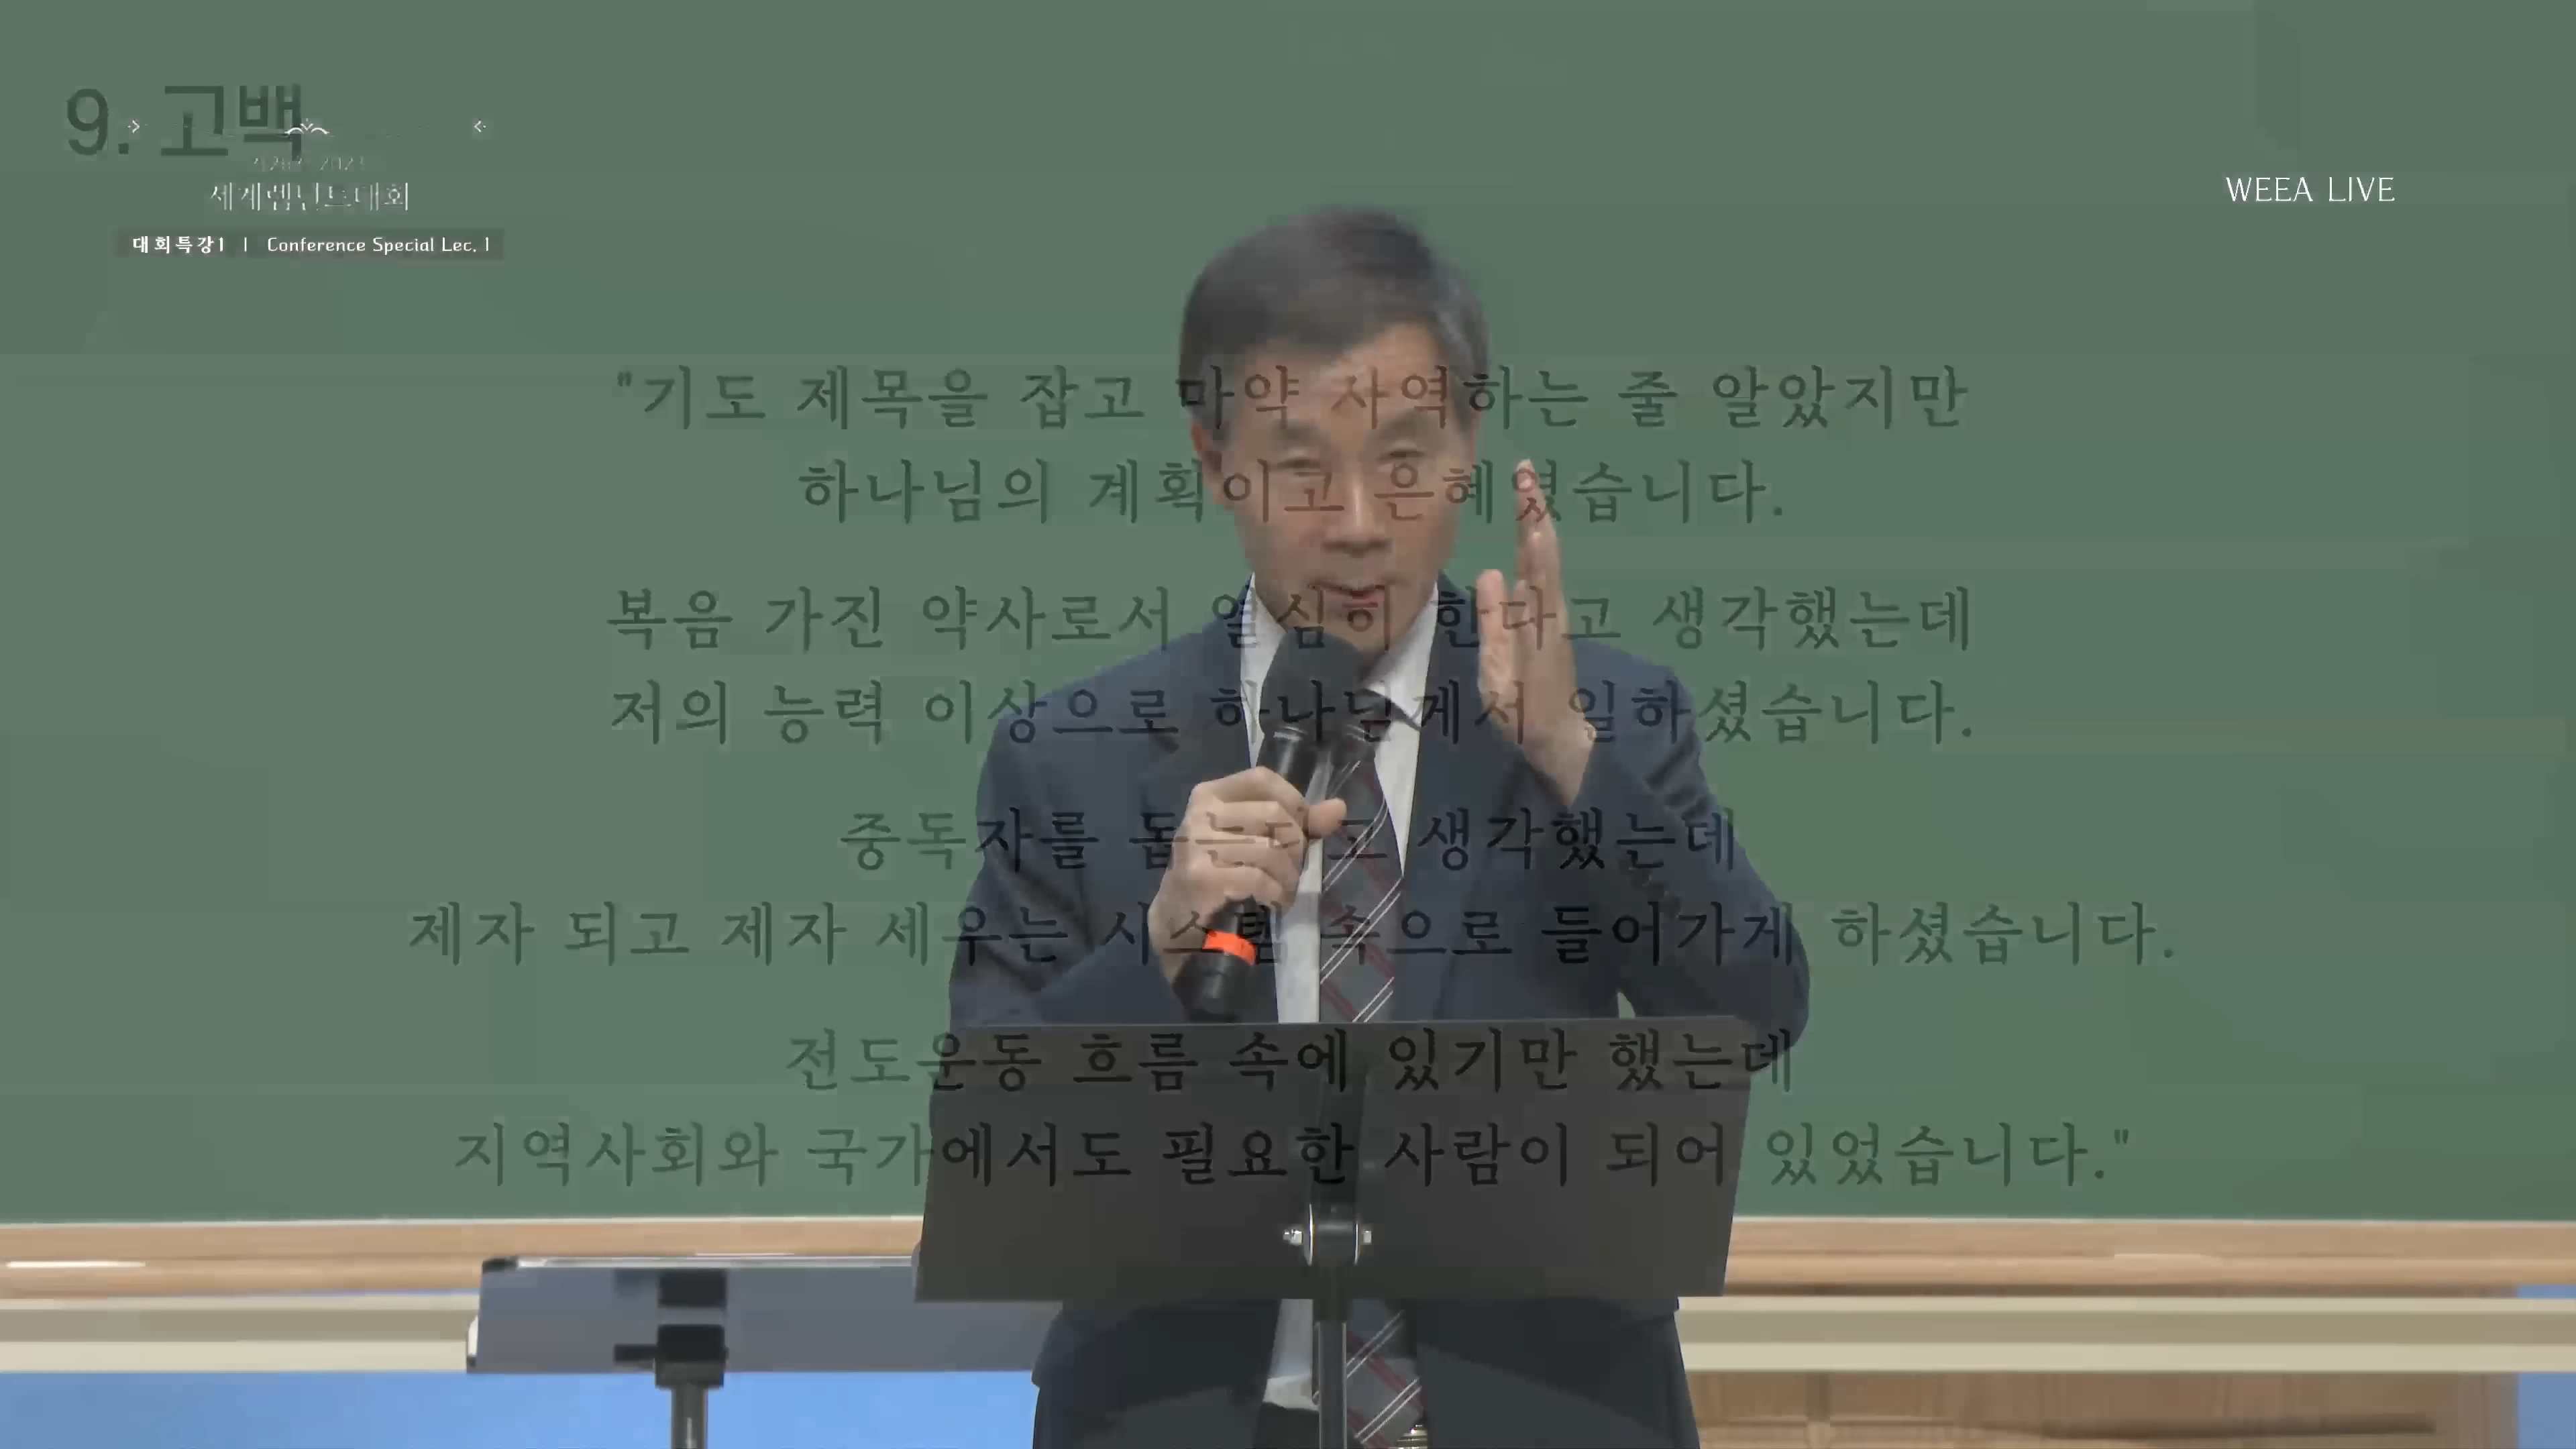 9. 고백
2023
세계렘넌트대회
대회특강1 | Conference Special Lec. 1
WEEA LIVE
"기도 제목을 잡고 마약 사역하는 줄 알았지만
하나님의 계획이고 은혜였습니다.
복음 가진 약사로서 열심히 한다고 생각했는데
저의 능력 이상으로 하나님께서 일하셨습니다.
중독자를 돕는다고 생각했는데
제자 되고 제자 세우는 시스템 속으로 들어가게 하셨습니다.
전도운동 흐름 속에 있기만 했는데
지역사회와 국가에서도 필요한 사람이 되어 있었습니다."